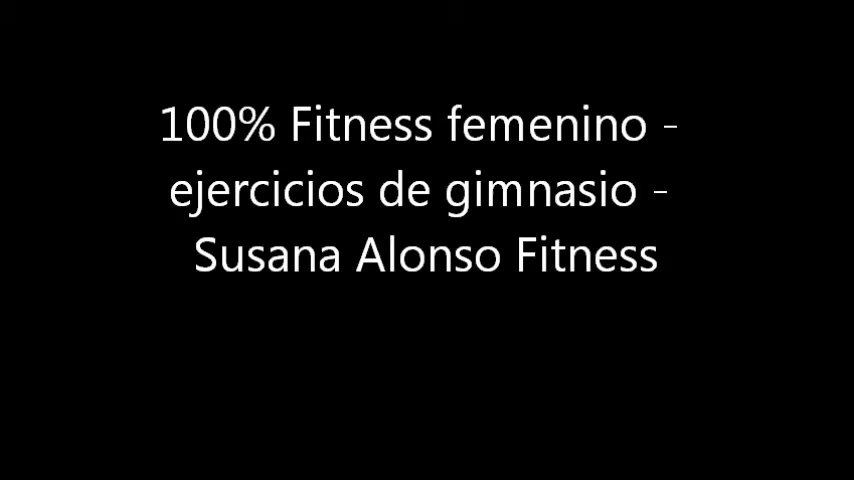 100% Fitness femenino -
ejercicios de gimnasio -
Susana Alonso Fitness